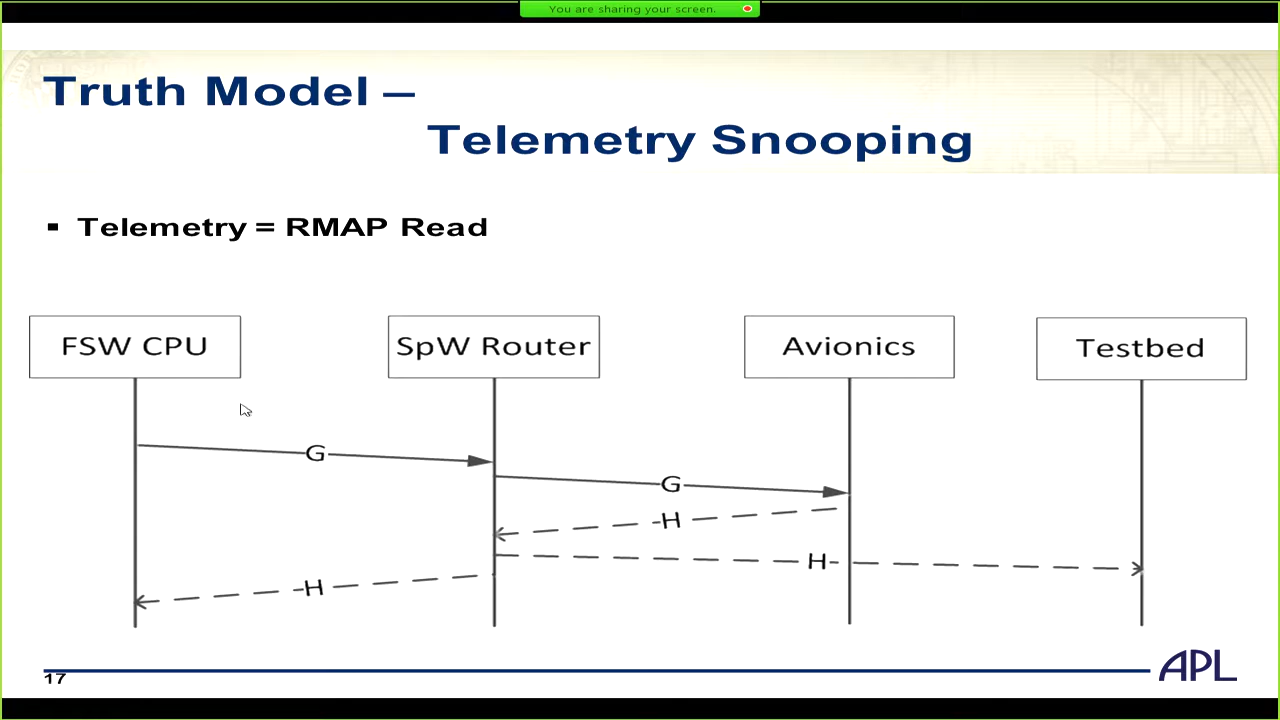 You are sharing your screen.
Truth Model –
Telemetry Snooping
▪ Telemetry = RMAP Read
FSW CPU
SpW Router
Avionics
Testbed
G
G
H
H
H
17
APL